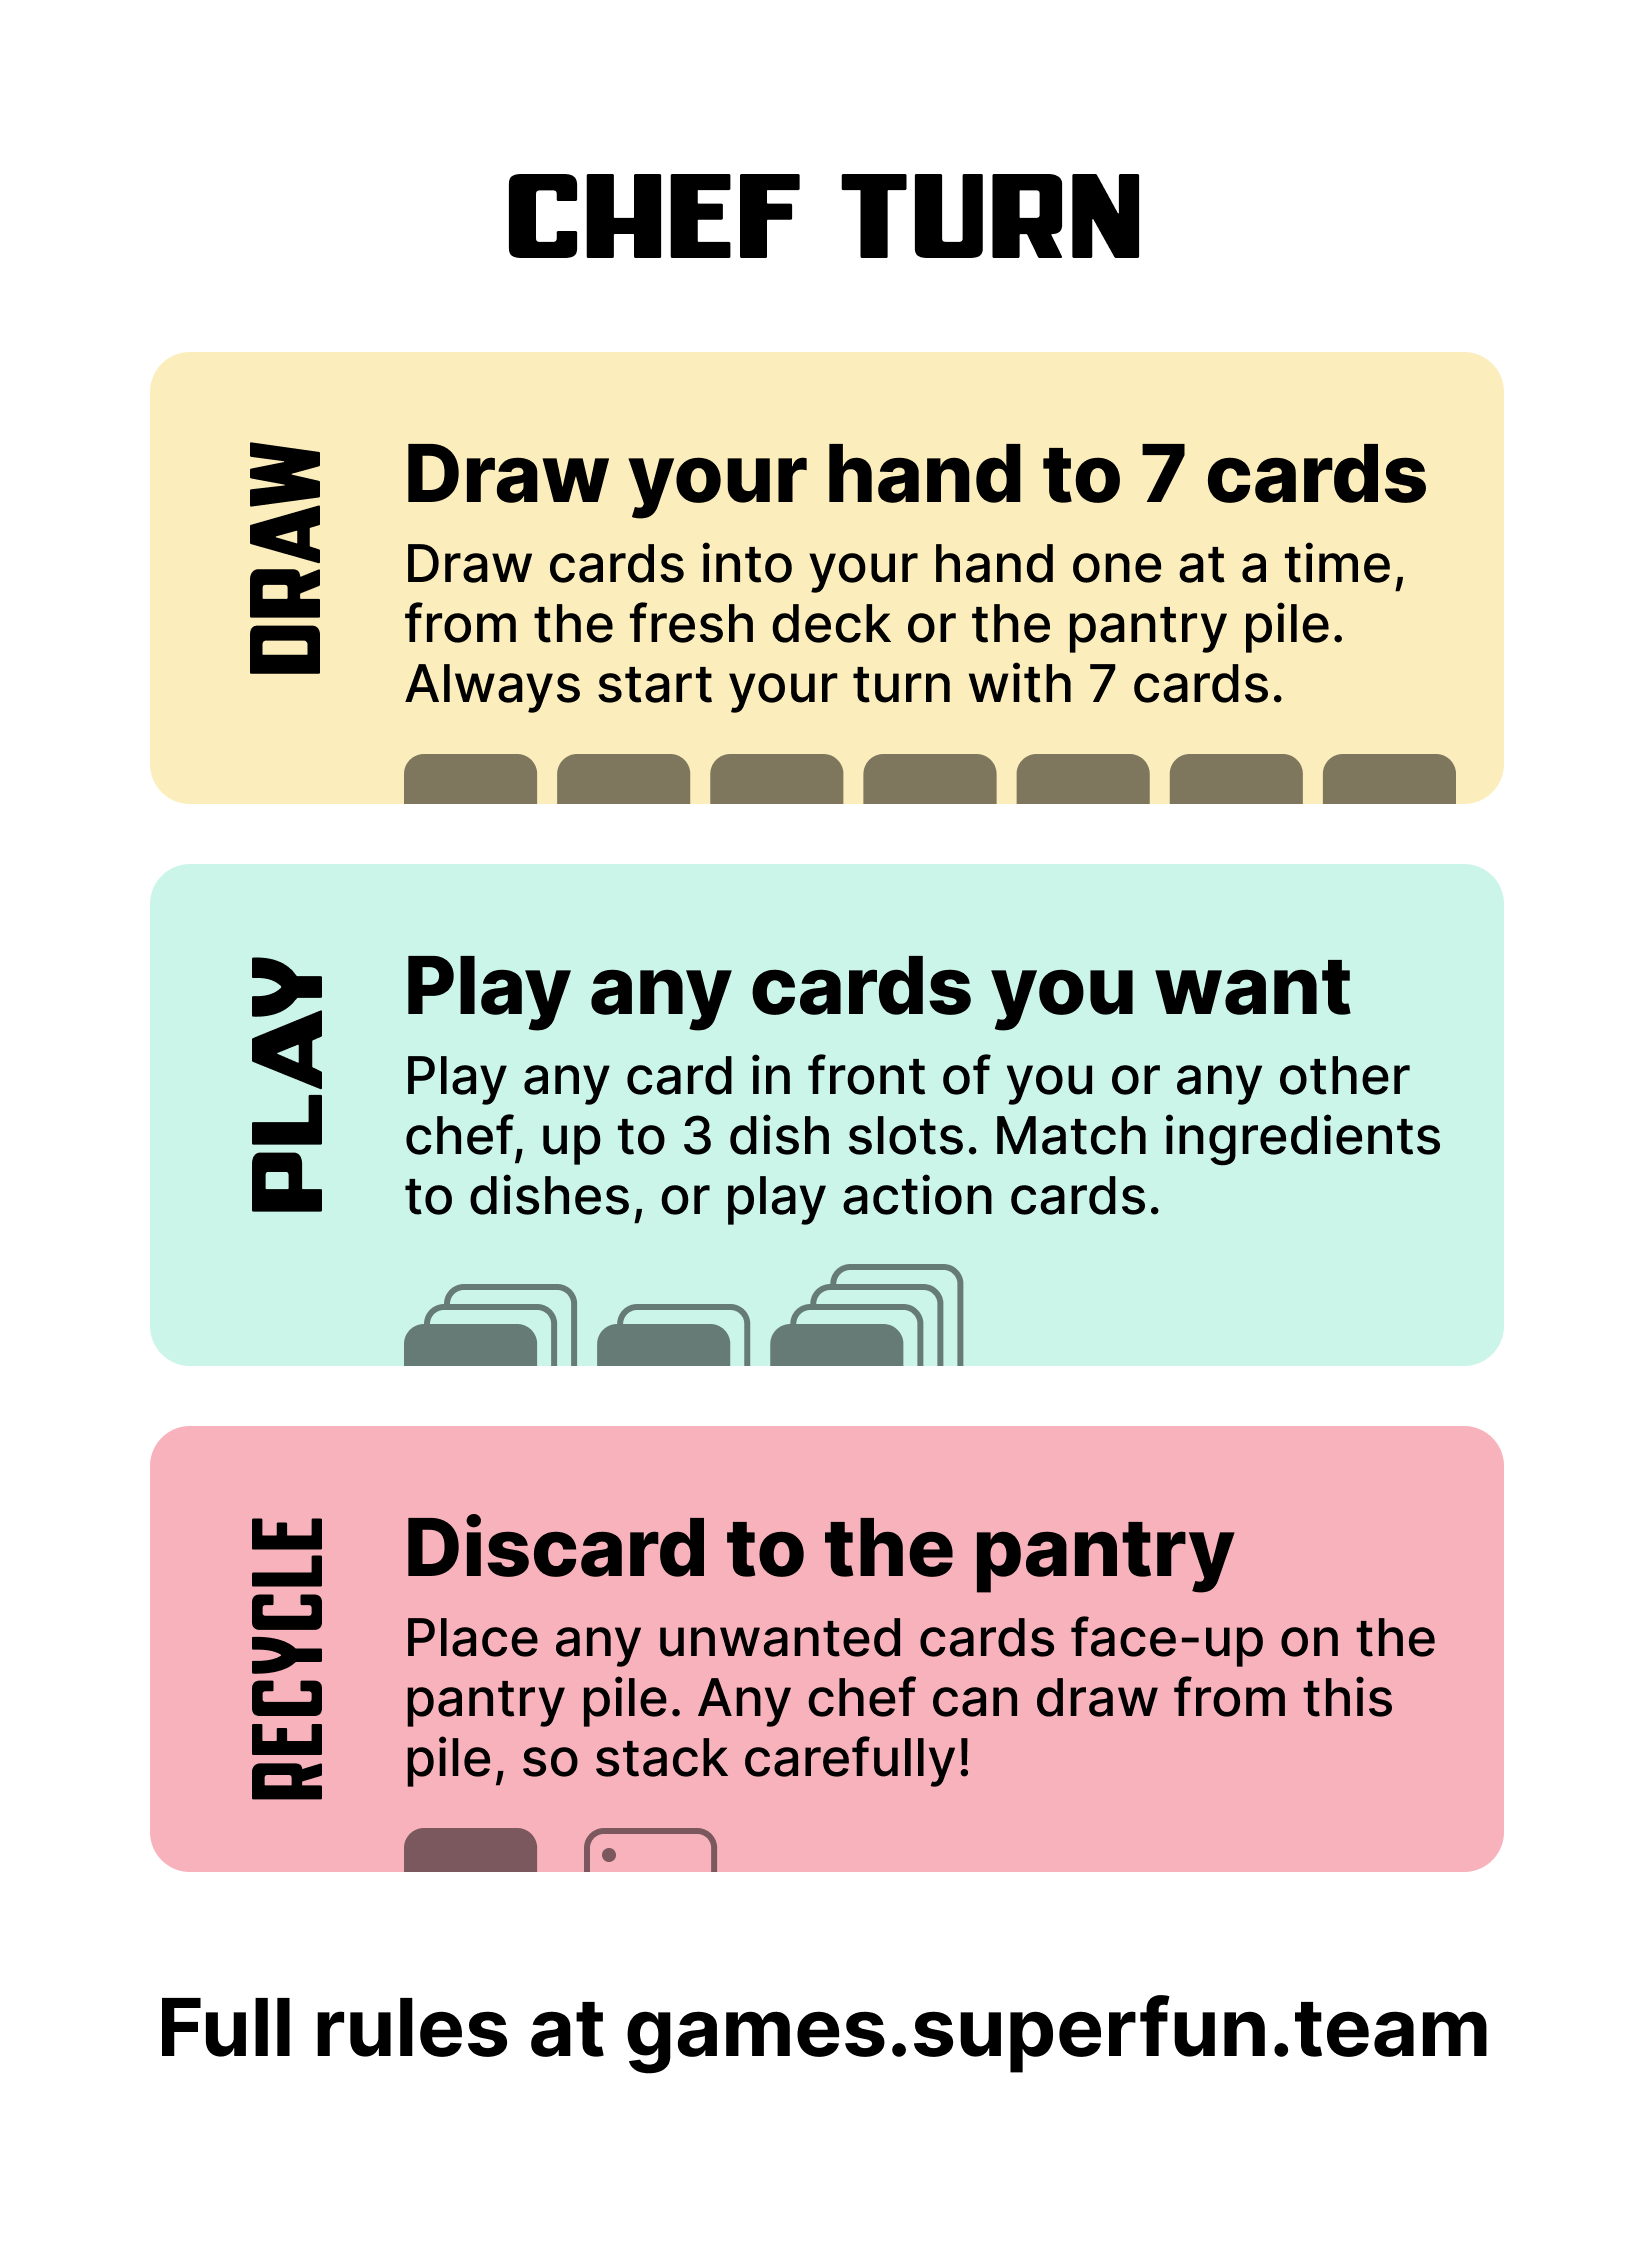 CHEF TURN
DRAW
Draw your hand to 7 cards
Draw cards into your hand one at a time,
from the fresh deck or the pantry pile.
Always start your turn with 7 cards.
PLAY
Play any cards you want
Play any card in front of you or any other
chef, up to 3 dish slots. Match ingredients
to dishes, or play action cards.
RECYCLE
Discard to the pantry
Place any unwanted cards face-up on the
pantry pile. Any chef can draw from this
pile, so stack carefully!
Full rules at games.superfun.team